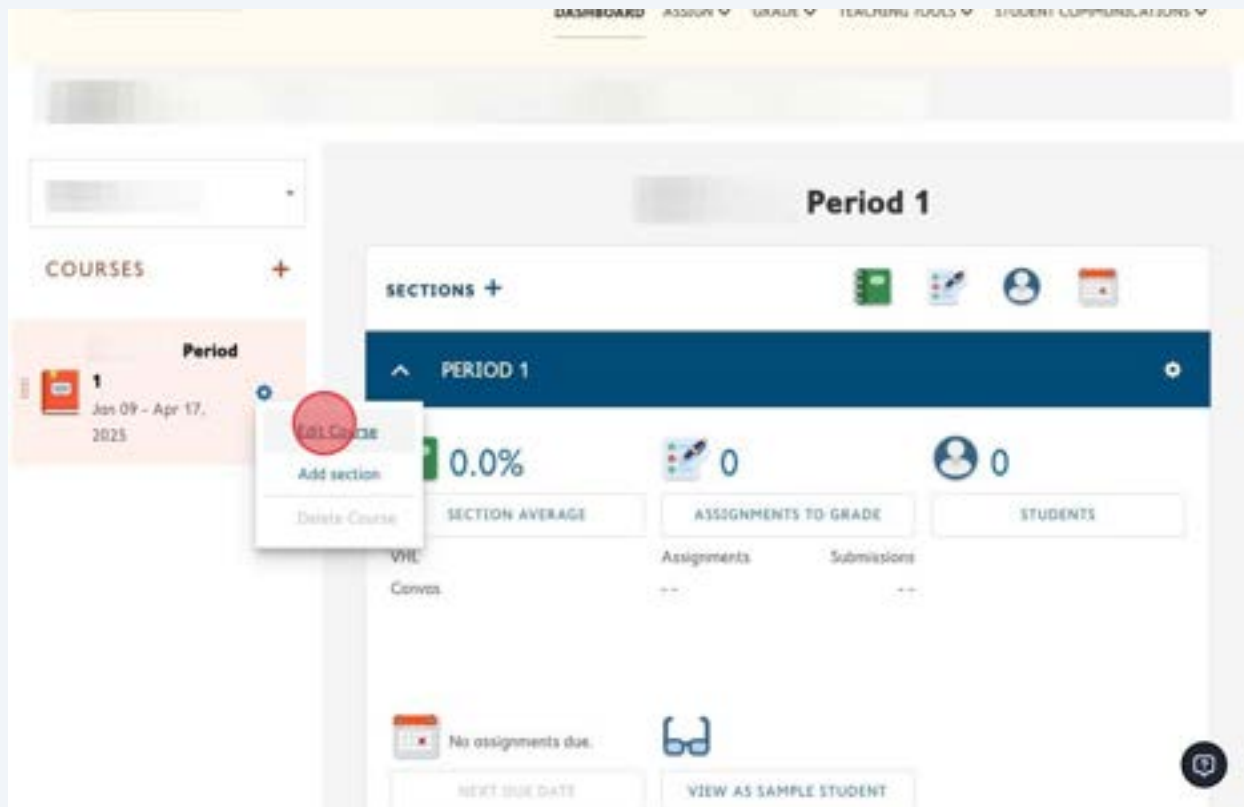 DASHBOARD ASSIGN GRADE TEACHING TOOLS STUDENT COMMUNICATIONS
Period 1
COURSES +
SECTIONS +
Period
1
Jan 09 - Apr 17,
2025
PERIOD 1
Edit Course
Add section
Delete Course
0.0%
0
0
SECTION AVERAGE
ASSIGNMENTS TO GRADE
STUDENTS
VHL
Assignments Submissions
Canvas
-- --
No assignments due.
NEXT DUE DATE
VIEW AS SAMPLE STUDENT